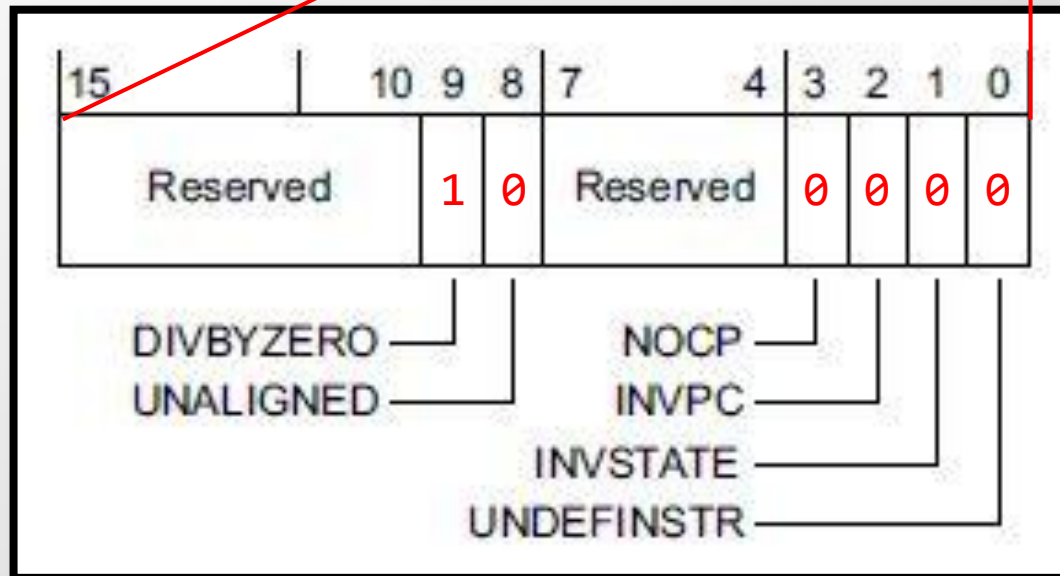 15 10 9 8 7 4 3 2 1 0
Reserved 1 0 Reserved 0 0 0 0
DIVBYZERO NOCP
UNALIGNED INVPC
INVSTATE
UNDEFINSTR